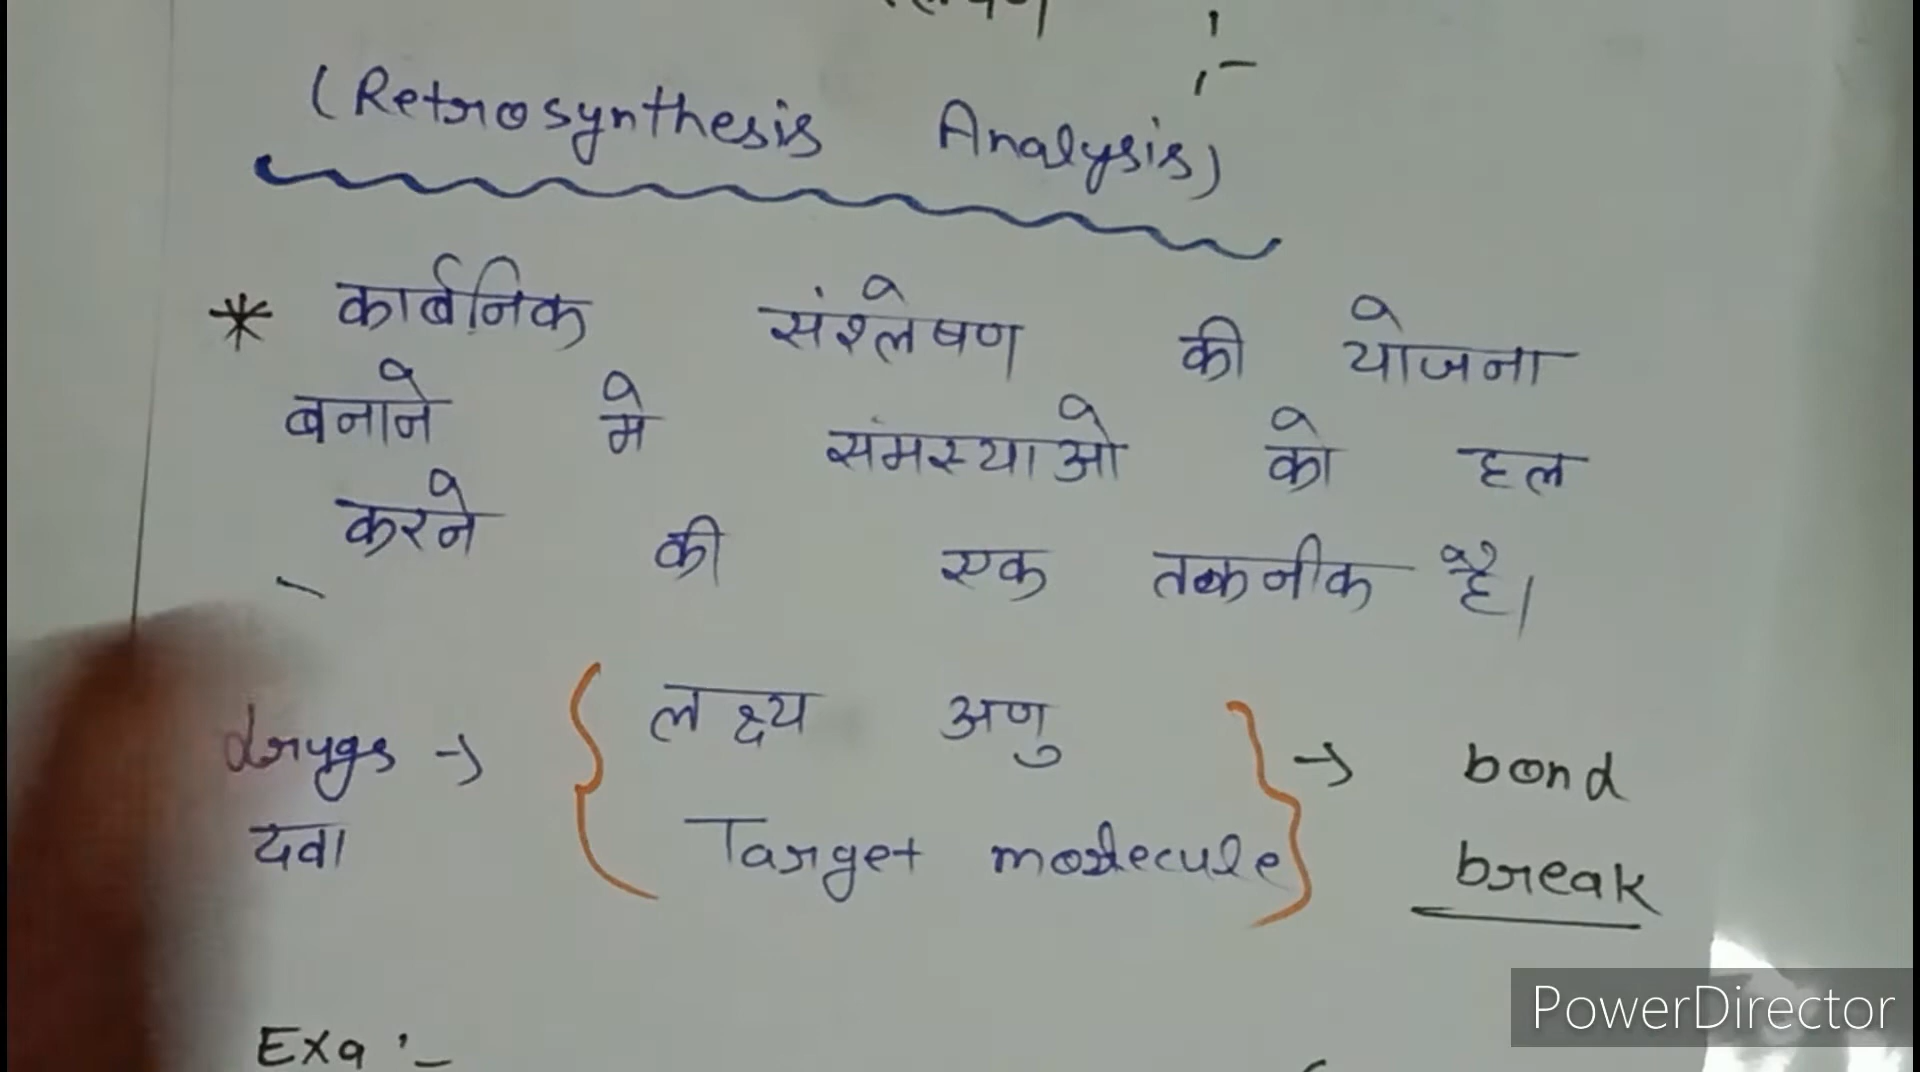 (Retrosynthesis Analysis)
* कार्बनिक संश्लेषण की योजना
बनाने मे समस्याओ को हल
करने की एक तकनीक है।
drugs → { लक्ष्य अणु } → bond
दवा Target molecule break
Exa :-
PowerDirector